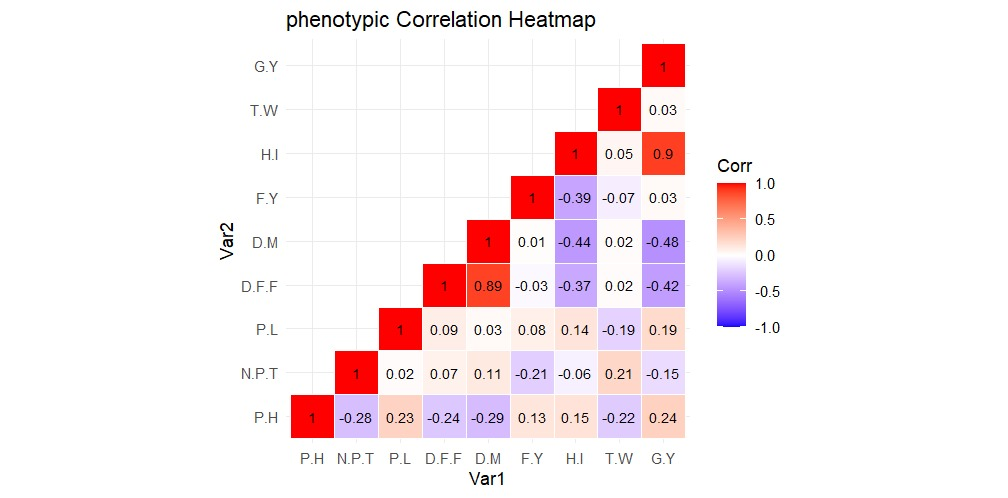 phenotypic Correlation Heatmap
G.Y 1
T.W 1 0.03
H.I 1 0.05 0.9
F.Y 1 -0.39 -0.07 0.03
D.M 1 0.01 -0.44 0.02 -0.48
D.F.F 1 0.89 -0.03 -0.37 0.02 -0.42
P.L 1 0.09 0.03 0.08 0.14 -0.19 0.19
N.P.T 1 0.02 0.07 0.11 -0.21 -0.06 0.21 -0.15
P.H 1 -0.28 0.23 -0.24 -0.29 0.13 0.15 -0.22 0.24
P.H N.P.T P.L D.F.F D.M F.Y H.I T.W G.Y
Var1
Var2
Corr
1.0
0.5
0.0
-0.5
-1.0